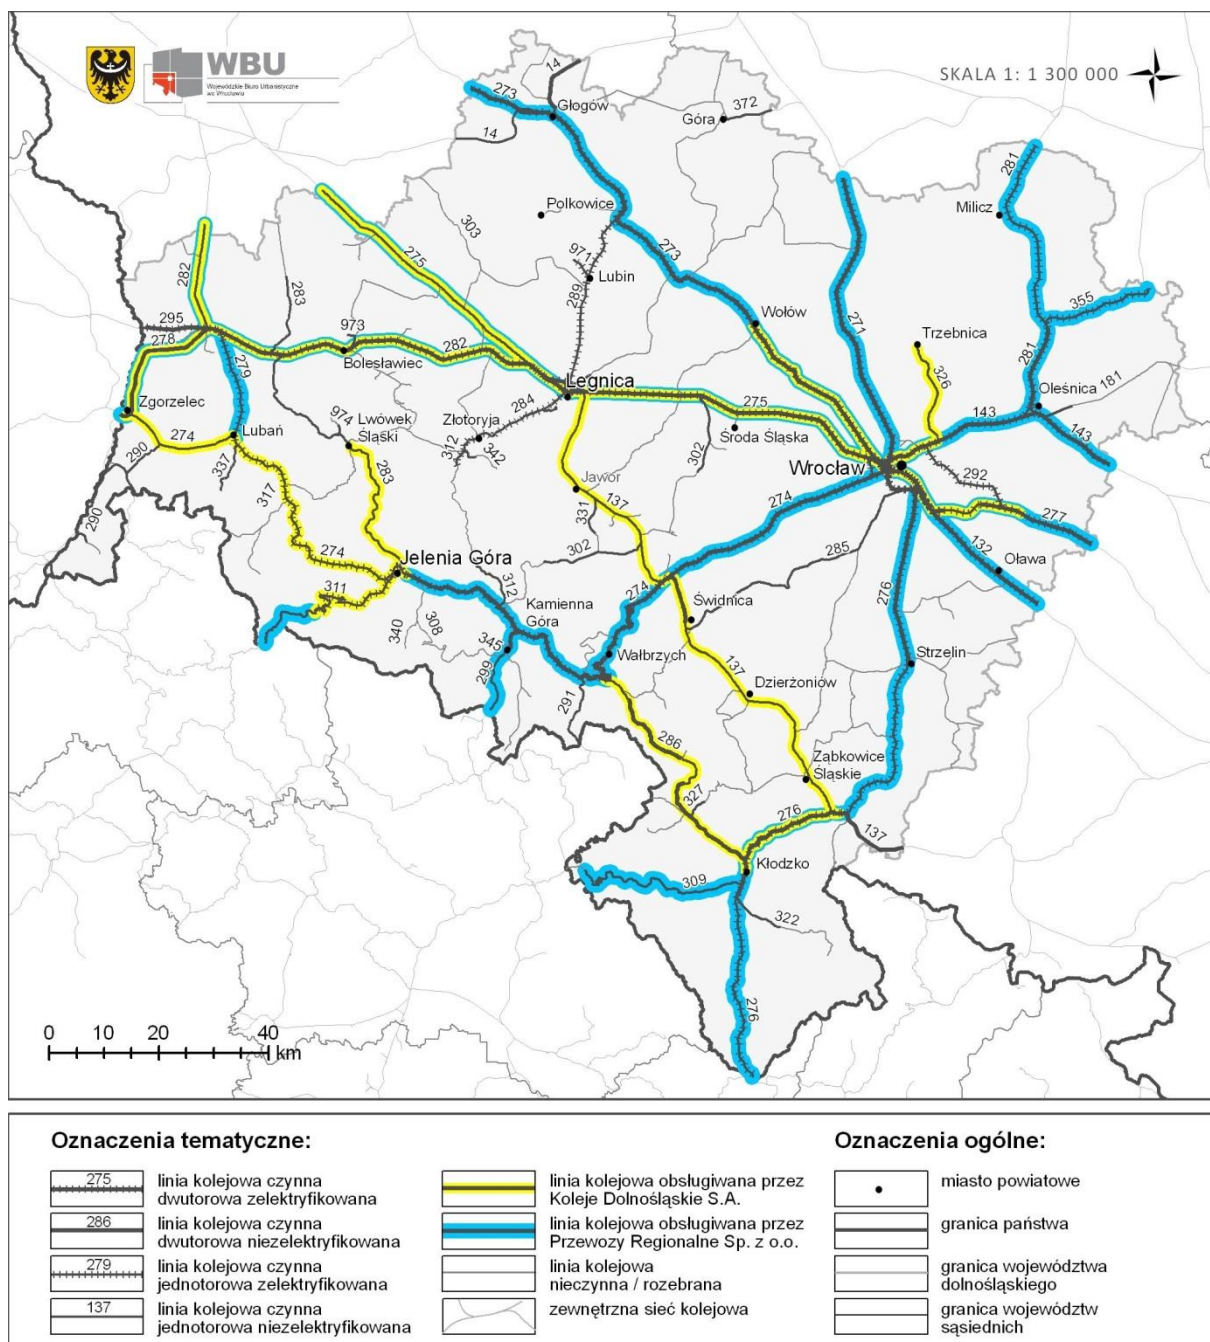 WBU
Wojewódzkie Biuro Urbanistyczne
we Wrocławiu
SKALA 1: 1 300 000
14
273
Głogów
372
Góra
14
281
Milicz
Polkowice
303
273
971
Lubin
275
282
283
289
355
Wołów
271
Trzebnica
295
278
973
Bolesławiec
282
279
326
281
Legnica
Oleśnica
181
Zgorzelec
275
143
274
Lubań
974
Lwówek
Śląski
Złotoryja
284
312
342
Środa Śląska
302
143
290
337
283
Wrocław
292
317
Jawor
137
274
277
331
290
132
274
302
285
Jelenia Góra
Oława
311
312
274
276
Kamienna
Góra
Świdnica
340
308
345
Wałbrzych
Strzelin
299
137
291
Dzierżoniów
286
Ząbkowice
Śląskie
327
276
137
Kłodzko
309
322
276
0 10 20 40
km
Oznaczenia tematyczne:
275
linia kolejowa czynna
dwutorowa zelektryfikowana
286
linia kolejowa czynna
dwutorowa niezelektryfikowana
279
linia kolejowa czynna
jednotorowa zelektryfikowana
137
linia kolejowa czynna
jednotorowa niezelektryfikowana
linia kolejowa obsługiwana przez
Koleje Dolnośląskie S.A.
linia kolejowa obsługiwana przez
Przewozy Regionalne Sp. z o.o.
linia kolejowa
nieczynna / rozebrana
zewnętrzna sieć kolejowa
Oznaczenia ogólne:
miasto powiatowe
granica państwa
granica województwa
dolnośląskiego
granica województw
sąsiednich